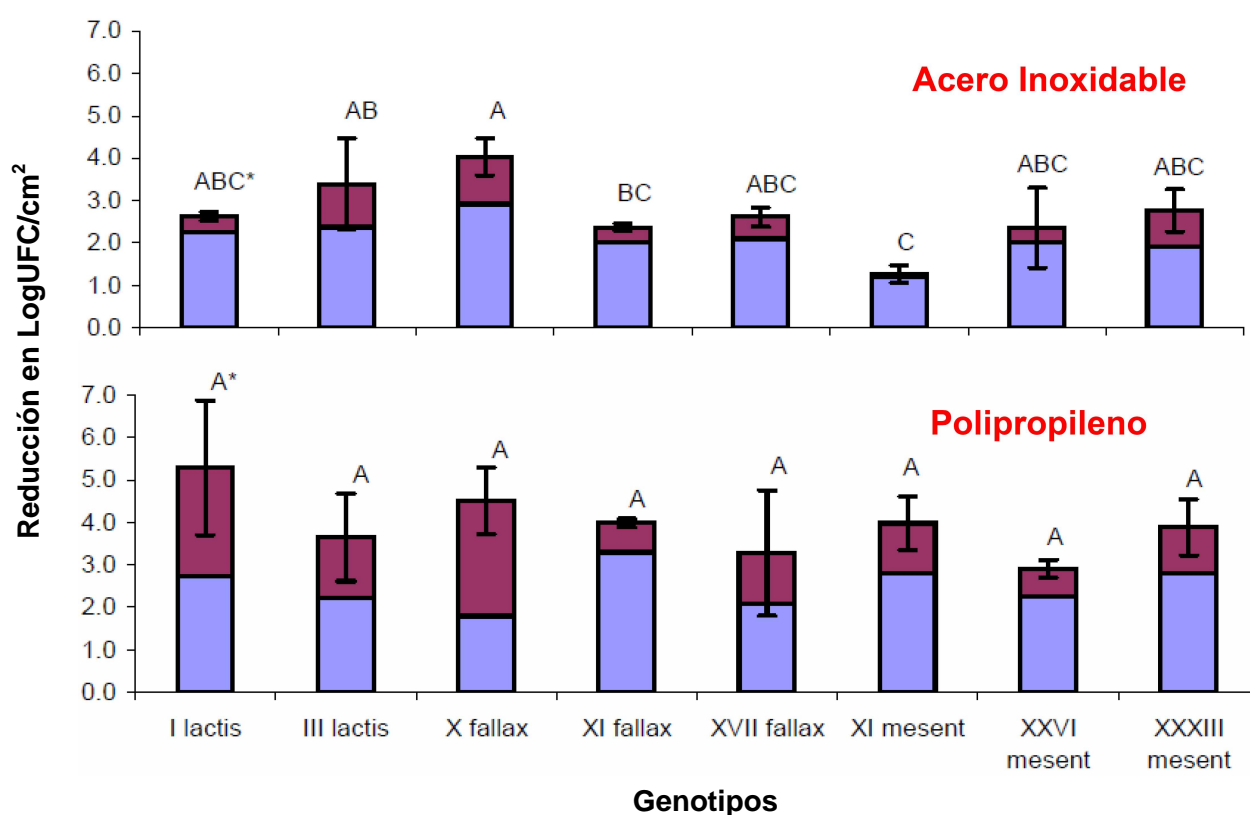 Reducción en LogUFC/cm²
7.0
6.0
5.0
4.0
3.0
2.0
1.0
0.0
Acero Inoxidable
ABC*
AB
A
BC
ABC
C
ABC
ABC
7.0
6.0
5.0
4.0
3.0
2.0
1.0
0.0
Polipropileno
A*
A
A
A
A
A
A
A
I lactis
III lactis
X fallax
XI fallax
XVII fallax
XI mesent
XXVI
mesent
XXXIII
mesent
Genotipos